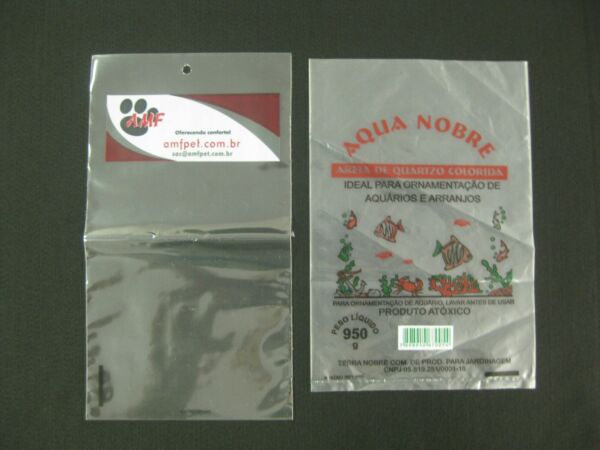 AMF
Oferecendo conforto!
amfpet.com.br
sac@amfpet.com.br
AQUA NOBRE
AREIA DE QUARTZO COLORIDA
IDEAL PARA ORNAMENTAÇÃO DE
AQUÁRIOS E ARRANJOS
PARA ORNAMENTAÇÃO DE AQUÁRIO, LAVAR ANTES DE USAR
PRODUTO ATÓXICO
PESO LÍQUIDO
950
g
TERRA NOBRE COM. DE PROD. PARA JARDINAGEM